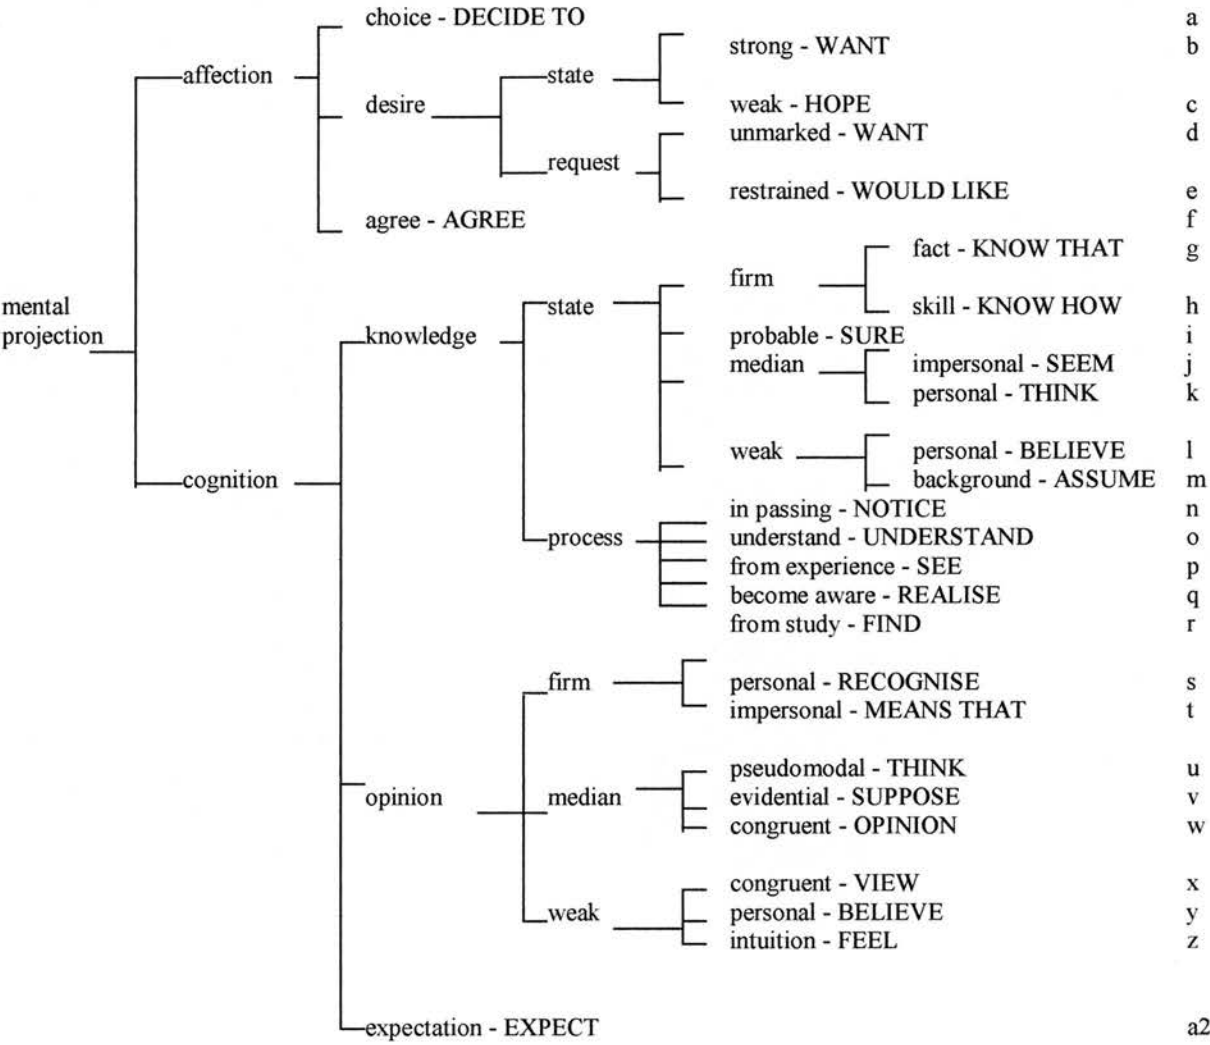 choice - DECIDE TO a
strong - WANT b
affection state
desire weak - HOPE c
unmarked - WANT d
request
restrained - WOULD LIKE e
agree - AGREE f
fact - KNOW THAT g
firm
mental state skill - KNOW HOW h
projection knowledge probable - SURE i
median impersonal - SEEM j
personal - THINK k
weak personal - BELIEVE l
cognition background - ASSUME m
in passing - NOTICE n
process understand - UNDERSTAND o
from experience - SEE p
become aware - REALISE q
from study - FIND r
firm personal - RECOGNISE s
impersonal - MEANS THAT t
pseudomodal - THINK u
opinion median evidential - SUPPOSE v
congruent - OPINION w
congruent - VIEW x
weak personal - BELIEVE y
intuition - FEEL z
expectation - EXPECT a2